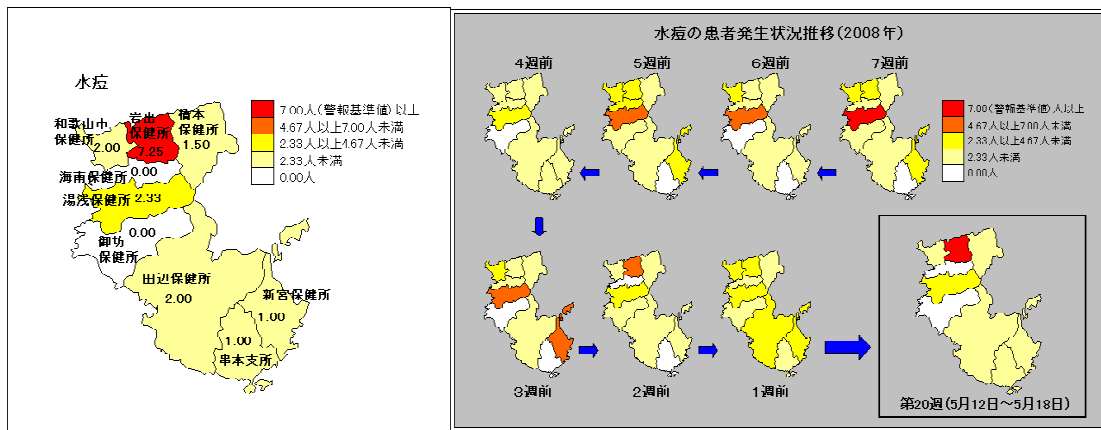 水痘
7.00人(警報基準値)以上
4.67人以上7.00人未満
2.33人以上4.67人未満
2.33人未満
0.00人
和歌山市
保健所
2.00
岩出
保健所
7.25
橋本
保健所
1.50
海南保健所
0.00
湯浅保健所 2.33
御坊
保健所
0.00
田辺保健所
2.00
新宮保健所
1.00
1.00
串本支所
水痘の患者発生状況推移(2008年)
4週前
5週前
6週前
7週前
7.00(警報基準値)人以上
4.67人以上7.00人未満
2.33人以上4.67人未満
2.33人未満
0.00人
3週前
2週前
1週前
第20週(5月12日～5月18日)